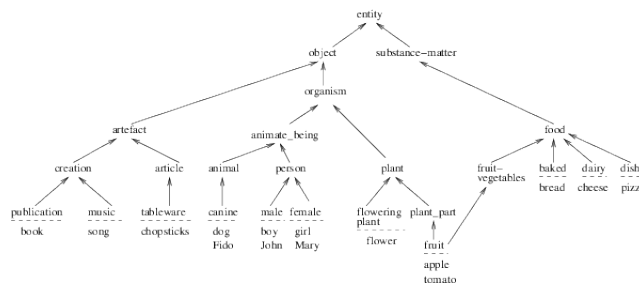 entity
object substance-matter
organism
artefact animate_being food
creation article animal person plant fruit- baked dairy dish
vegetables bread cheese pizz
publication music tableware canine male female flowering plant_part
book song chopsticks dog boy girl plant
Fido John Mary flower fruit
apple
tomato